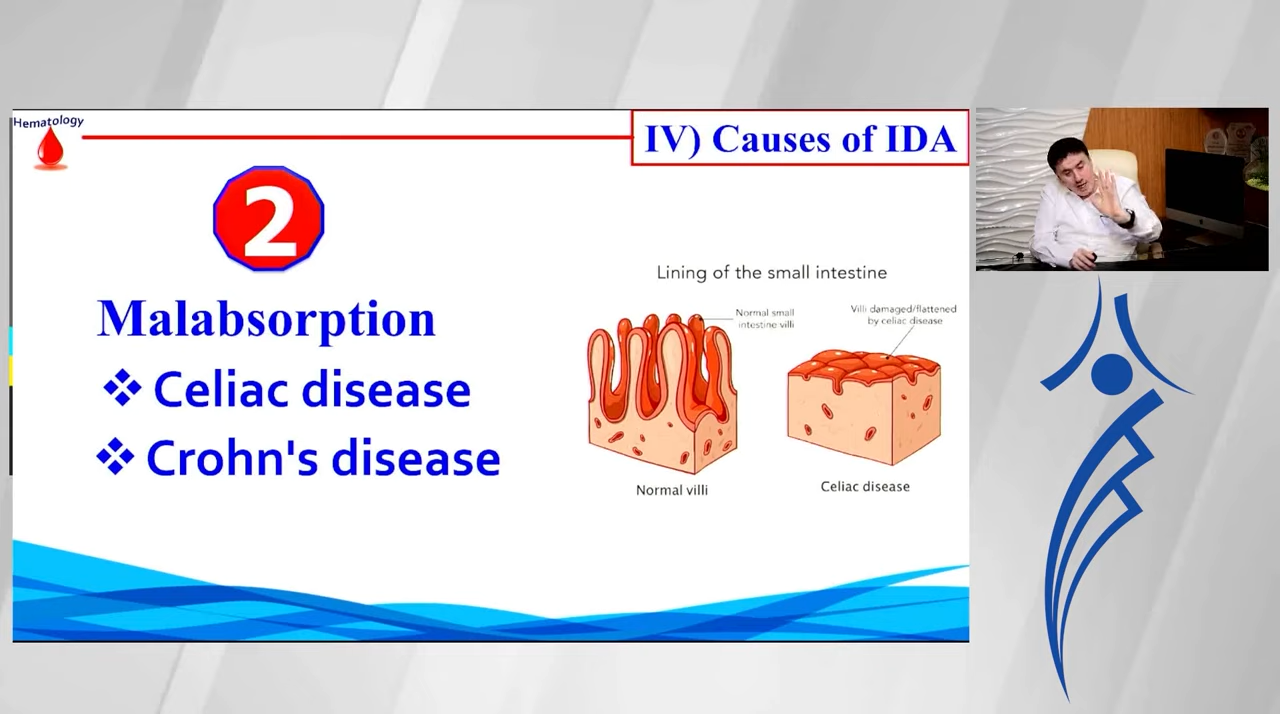 Hematology
IV) Causes of IDA
2
Malabsorption
❖ Celiac disease
❖ Crohn's disease
Lining of the small intestine
Normal small
intestine villi
Villi damaged/flattened
by celiac disease
Normal villi
Celiac disease